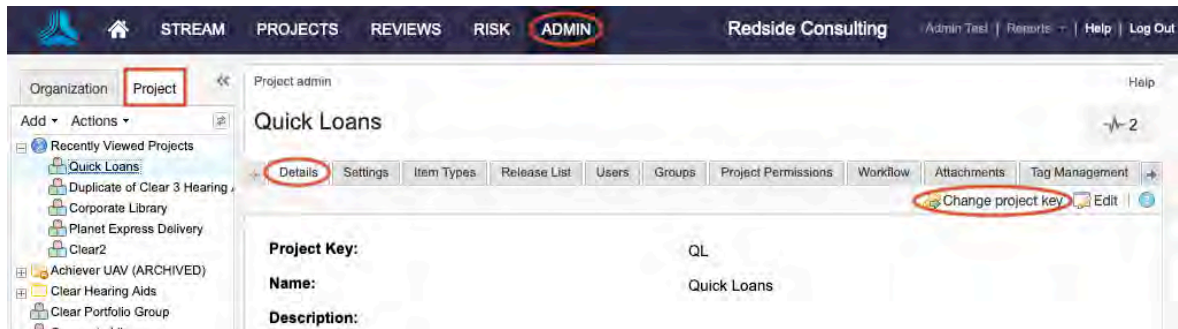 STREAM PROJECTS REVIEWS RISK ADMIN Redside Consulting Admin Test | Reports | Help | Log Out
Organization Project
Project admin Help
Add Actions
Quick Loans 2
Recently Viewed Projects
Quick Loans
Details Settings Item Types Release List Users Groups Project Permissions Workflow Attachments Tag Management
Duplicate of Clear 3 Hearing
Corporate Library
Change project key Edit
Planet Express Delivery
Clear2
Project Key: QL
Achiever UAV (ARCHIVED)
Name: Quick Loans
Clear Hearing Aids
Clear Portfolio Group
Description: